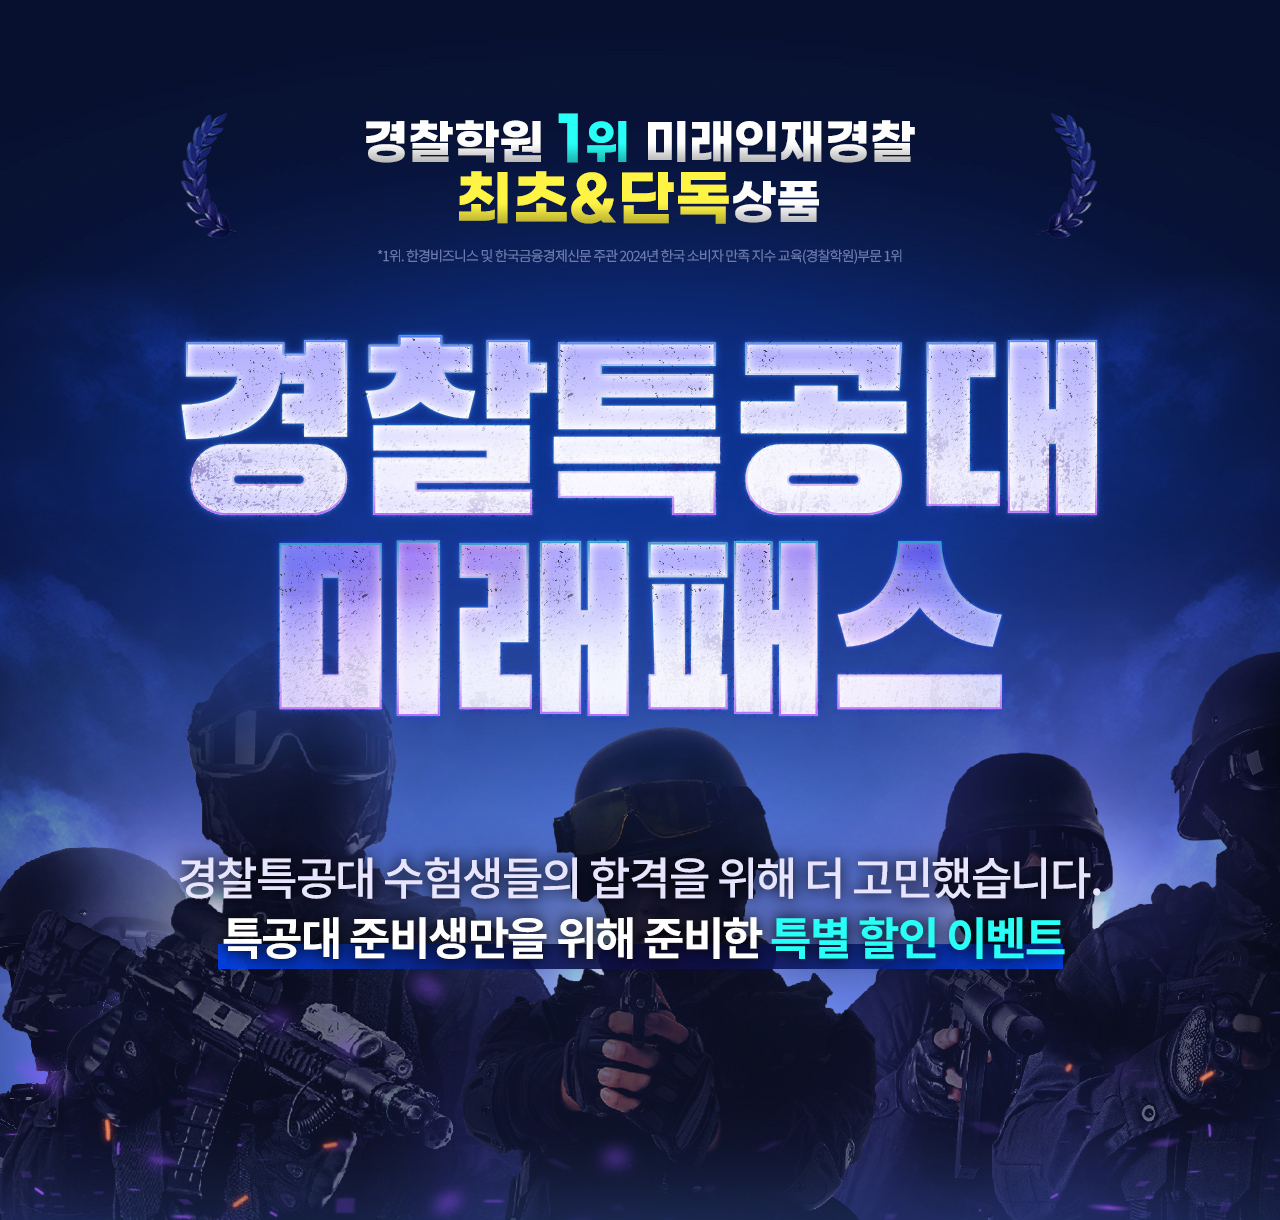 경찰학원 1위 미래인재경찰
최초&단독상품
*1위. 한경비즈니스 및 한국금융경제신문 주관 2024년 한국 소비자 만족 지수 교육(경찰학원)부문 1위
경찰특공대
미래패스
경찰특공대 수험생들의 합격을 위해 더 고민했습니다.
특공대 준비생만을 위해 준비한 특별 할인 이벤트